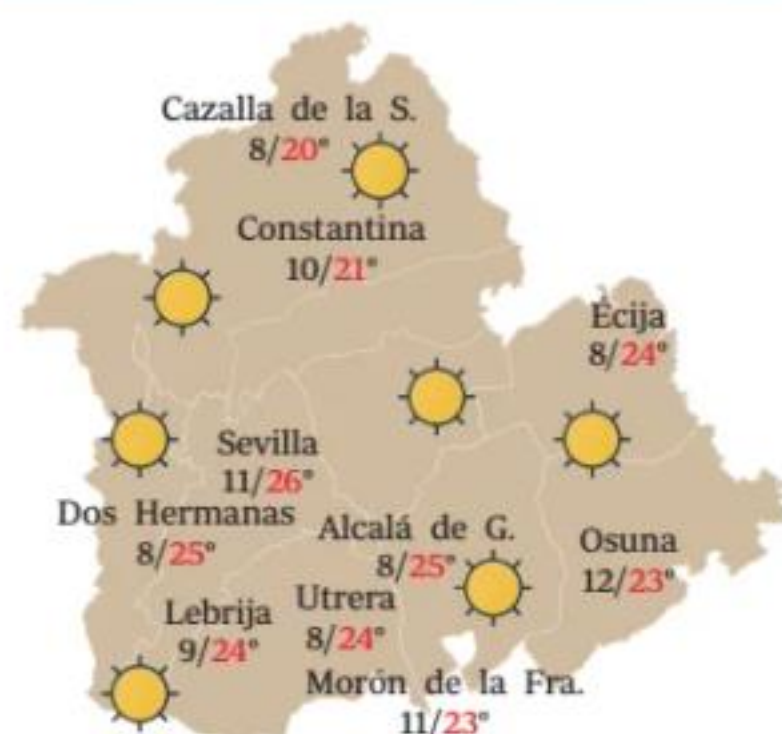 Cazalla de la S.
8/20°
Constantina
10/21°
Écija
8/24°
Sevilla
11/26°
Dos Hermanas
8/25°
Alcalá de G.
8/25°
Osuna
12/23°
Lebrija
9/24°
Utrera
8/24°
Morón de la Fra.
11/23°